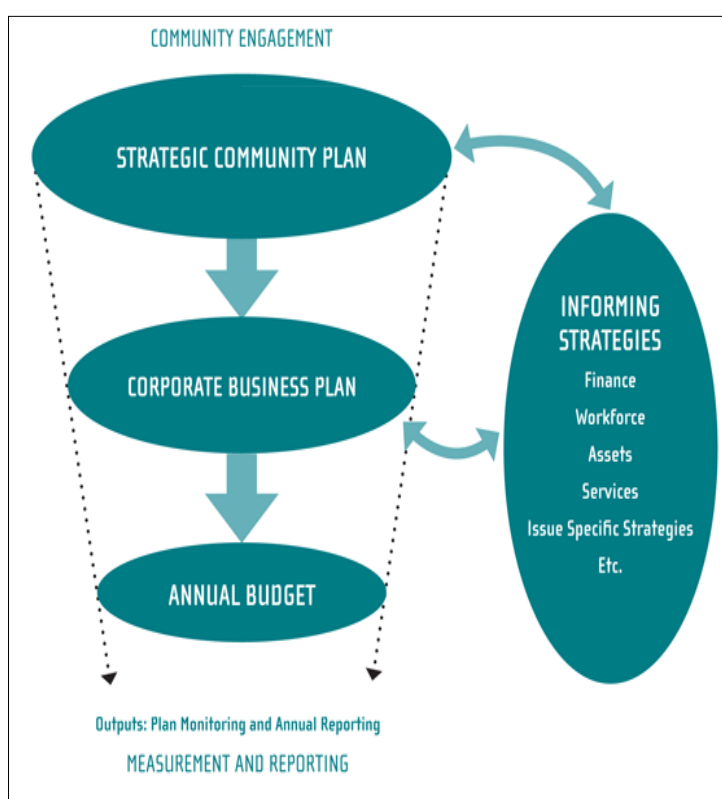 COMMUNITY ENGAGEMENT
STRATEGIC COMMUNITY PLAN
CORPORATE BUSINESS PLAN
ANNUAL BUDGET
INFORMING
STRATEGIES
Finance
Workforce
Assets
Services
Issue Specific Strategies
Etc.
Outputs: Plan Monitoring and Annual Reporting
MEASUREMENT AND REPORTING